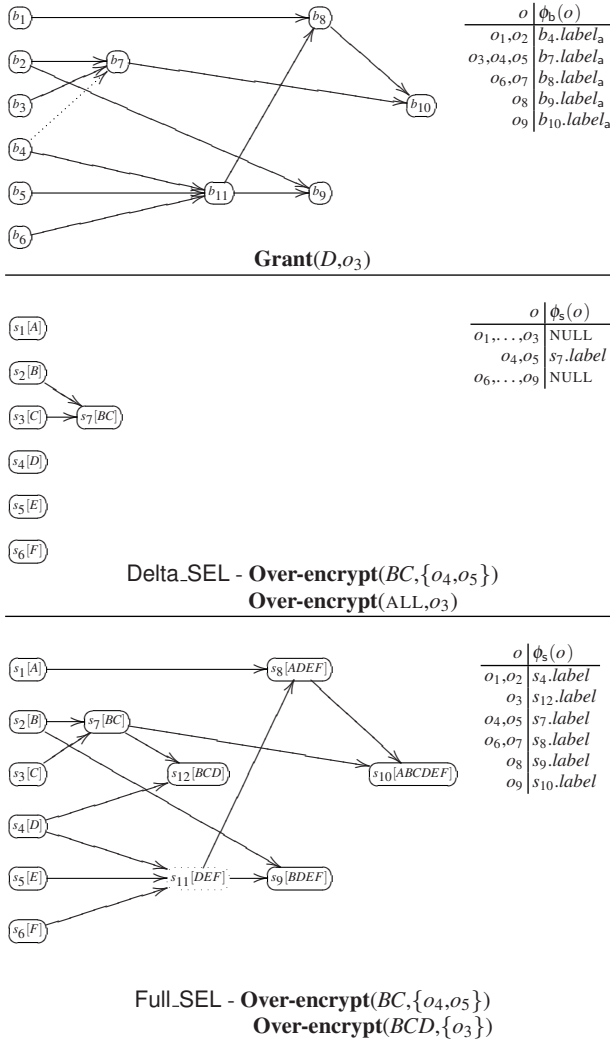 b₁ b₈
b₂ b₇
b₃ b₁₀
b₄
b₅ b₁₁ b₉
b₆
o ϕb(o)
o₁,o₂ b₄.labelₐ
o₃,o₄,o₅ b₇.labelₐ
o₆,o₇ b₈.labelₐ
o₈ b₉.labelₐ
o₉ b₁₀.labelₐ
Grant(D,o₃)
s₁[A]
s₂[B]
s₃[C] s₇[BC]
s₄[D]
s₅[E]
s₆[F]
o ϕₛ(o)
o₁,…,o₃ NULL
o₄,o₅ s₇.label
o₆,…,o₉ NULL
Delta_SEL - Over-encrypt(BC,{o₄,o₅})
Over-encrypt(ALL,o₃)
s₁[A] s₈[ADEF]
s₂[B] s₇[BC]
s₃[C] s₁₂[BCD] s₁₀[ABCDEF]
s₄[D]
s₅[E] s₁₁[DEF] s₉[BDEF]
s₆[F]
o ϕₛ(o)
o₁,o₂ s₄.label
o₃ s₁₂.label
o₄,o₅ s₇.label
o₆,o₇ s₈.label
o₈ s₉.label
o₉ s₁₀.label
Full_SEL - Over-encrypt(BC,{o₄,o₅})
Over-encrypt(BCD,{o₃})